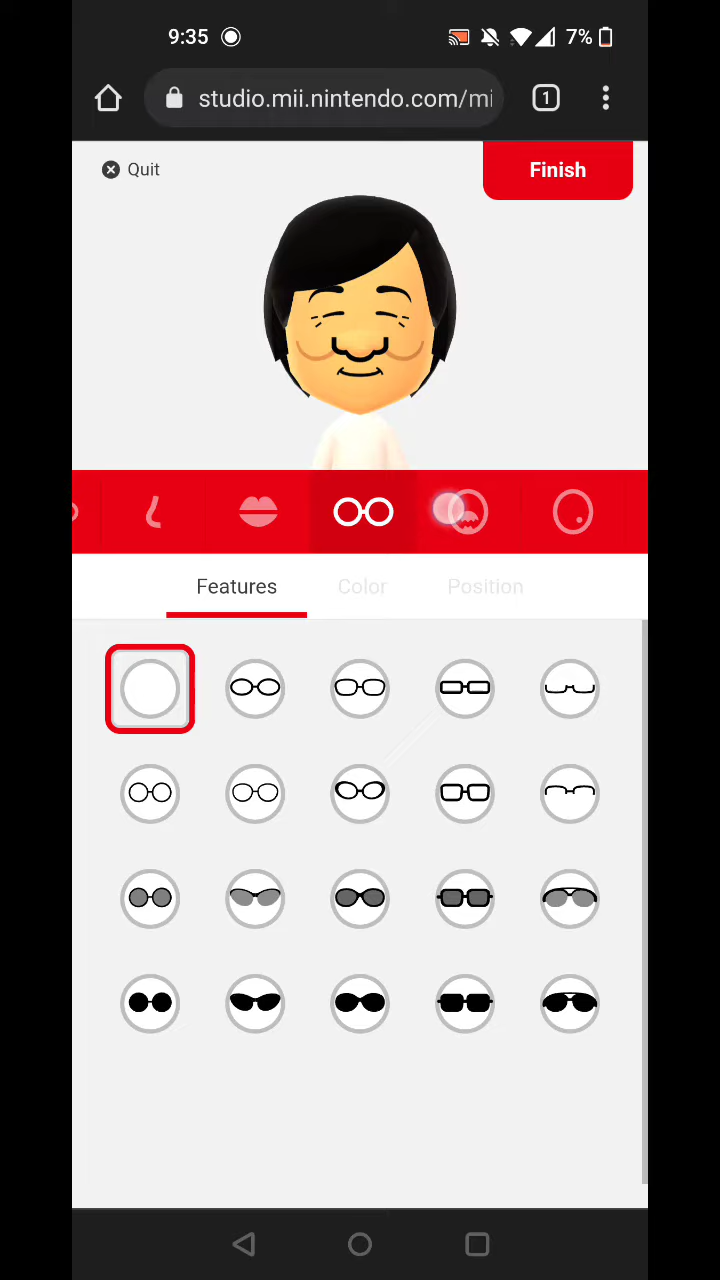 9:35
7%
studio.mii.nintendo.com/mi
1
Quit
Finish
Features
Color
Position